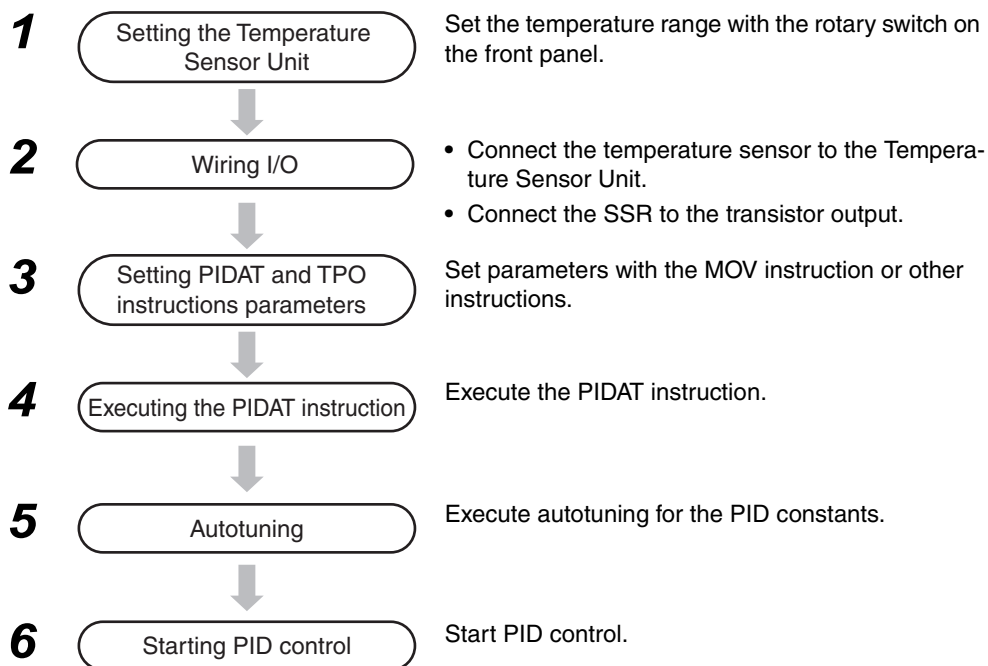 1
Setting the Temperature
Sensor Unit
Set the temperature range with the rotary switch on
the front panel.
2
Wiring I/O
• Connect the temperature sensor to the Tempera-
ture Sensor Unit.
• Connect the SSR to the transistor output.
3
Setting PIDAT and TPO
instructions parameters
Set parameters with the MOV instruction or other
instructions.
4
Executing the PIDAT instruction
Execute the PIDAT instruction.
5
Autotuning
Execute autotuning for the PID constants.
6
Starting PID control
Start PID control.